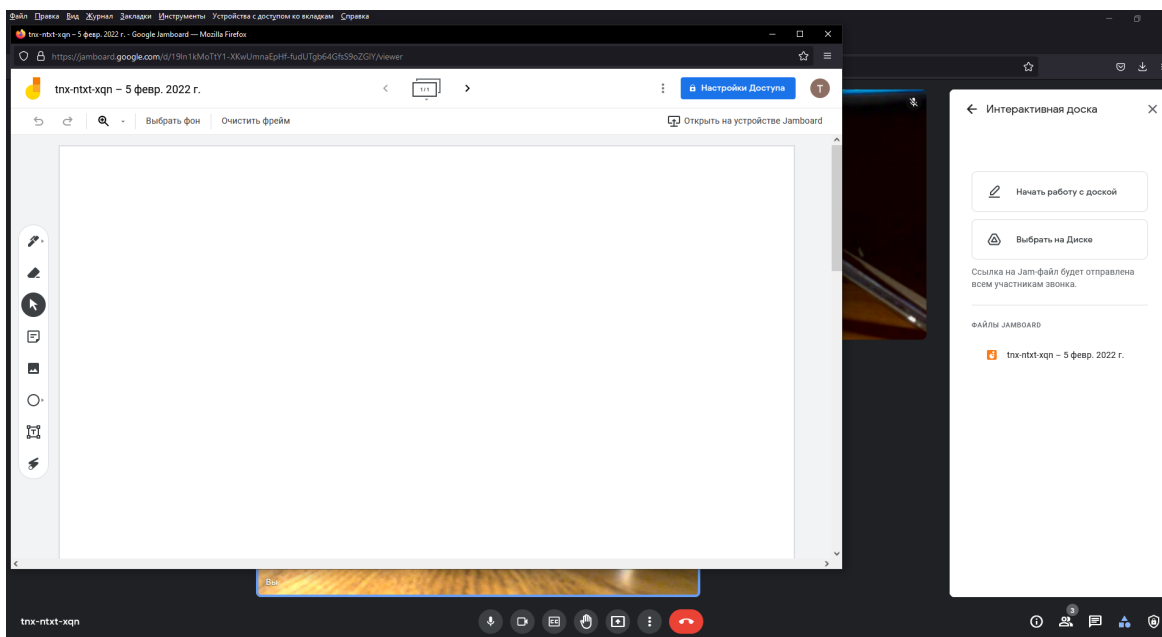 Файл Правка Вид Журнал Закладки Инструменты Устройства с доступом ко вкладкам Справка
tnx-ntxt-xqn – 5 февр. 2022 г. - Google Jamboard — Mozilla Firefox
https://jamboard.google.com/d/19In1kMoTtY1-XKwUmnaEpHf-fudUTgb64GfsS9oZGIY/viewer
tnx-ntxt-xqn – 5 февр. 2022 г.
1/1
Настройки Доступа
T
Выбрать фон
Очистить фрейм
Открыть на устройстве Jamboard
Интерактивная доска
Начать работу с доской
Выбрать на Диске
Ссылка на Jam-файл будет отправлена
всем участникам звонка.
ФАЙЛЫ JAMBOARD
tnx-ntxt-xqn – 5 февр. 2022 г.
Вы
tnx-ntxt-xqn
3